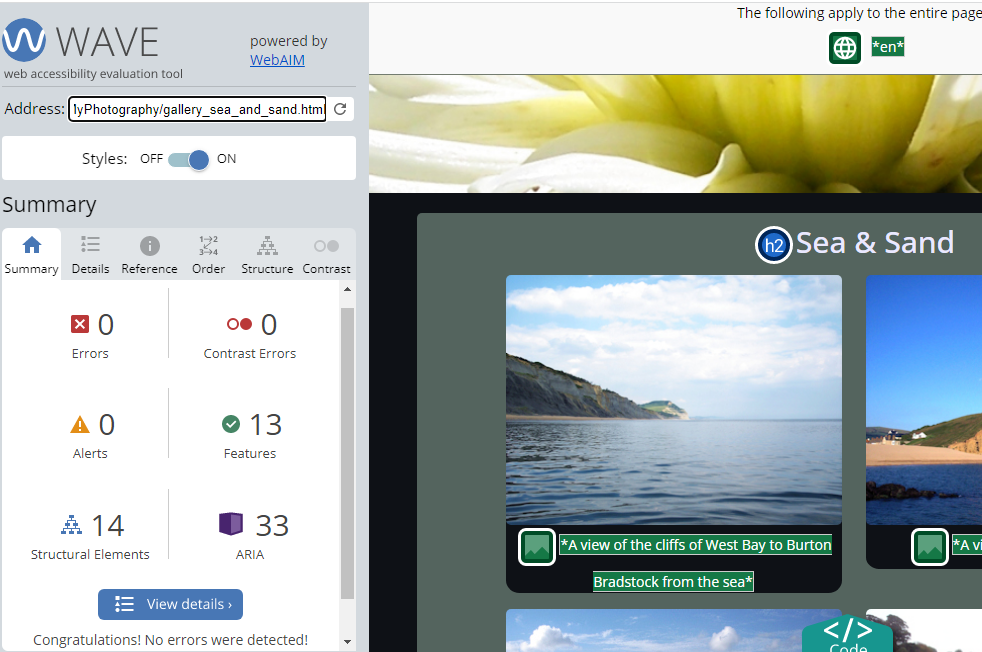 WAVE
powered by
WebAIM
web accessibility evaluation tool
Address: lyPhotography/gallery_sea_and_sand.html
Styles: OFF ON
Summary
Summary Details Reference Order Structure Contrast
0 0
Errors Contrast Errors
0 13
Alerts Features
14 33
Structural Elements ARIA
View details ›
Congratulations! No errors were detected!
The following apply to the entire page
*en*
h2 Sea & Sand
*A view of the cliffs of West Bay to Burton
Bradstock from the sea*
*A vi
</> 
Code